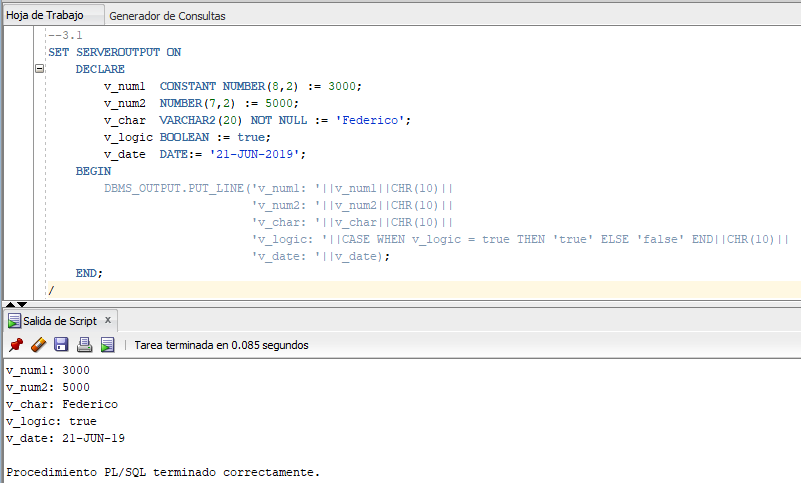 Hoja de Trabajo Generador de Consultas
--3.1
SET SERVEROUTPUT ON
    DECLARE
        v_num1  CONSTANT NUMBER(8,2) := 3000;
        v_num2  NUMBER(7,2) := 5000;
        v_char  VARCHAR2(20) NOT NULL := 'Federico';
        v_logic BOOLEAN := true;
        v_date  DATE:= '21-JUN-2019';
    BEGIN
        DBMS_OUTPUT.PUT_LINE('v_num1: '||v_num1||CHR(10)||
                             'v_num2: '||v_num2||CHR(10)||
                             'v_char: '||v_char||CHR(10)||
                             'v_logic: '||CASE WHEN v_logic = true THEN 'true' ELSE 'false' END||CHR(10)||
                             'v_date: '||v_date);
    END;
/
Salida de Script x
Tarea terminada en 0.085 segundos
v_num1: 3000
v_num2: 5000
v_char: Federico
v_logic: true
v_date: 21-JUN-19
Procedimiento PL/SQL terminado correctamente.